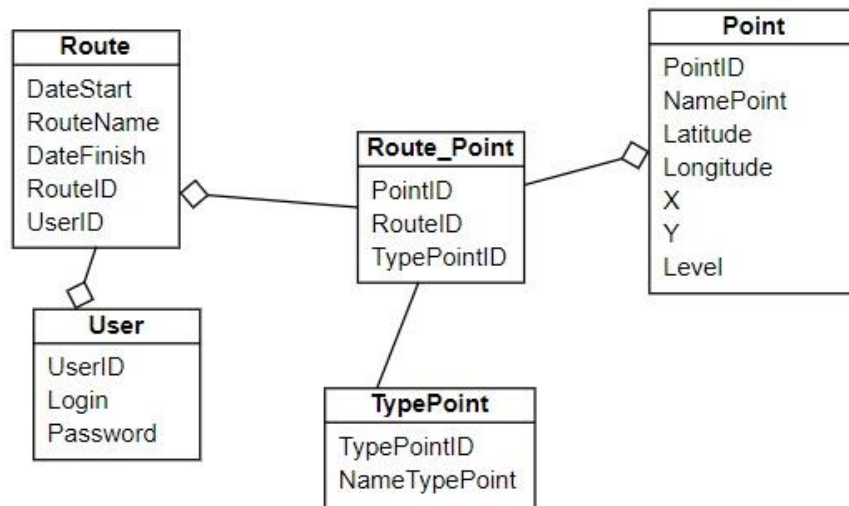 Route
DateStart
RouteName
DateFinish
RouteID
UserID
User
UserID
Login
Password
Route_Point
PointID
RouteID
TypePointID
TypePoint
TypePointID
NameTypePoint
Point
PointID
NamePoint
Latitude
Longitude
X
Y
Level